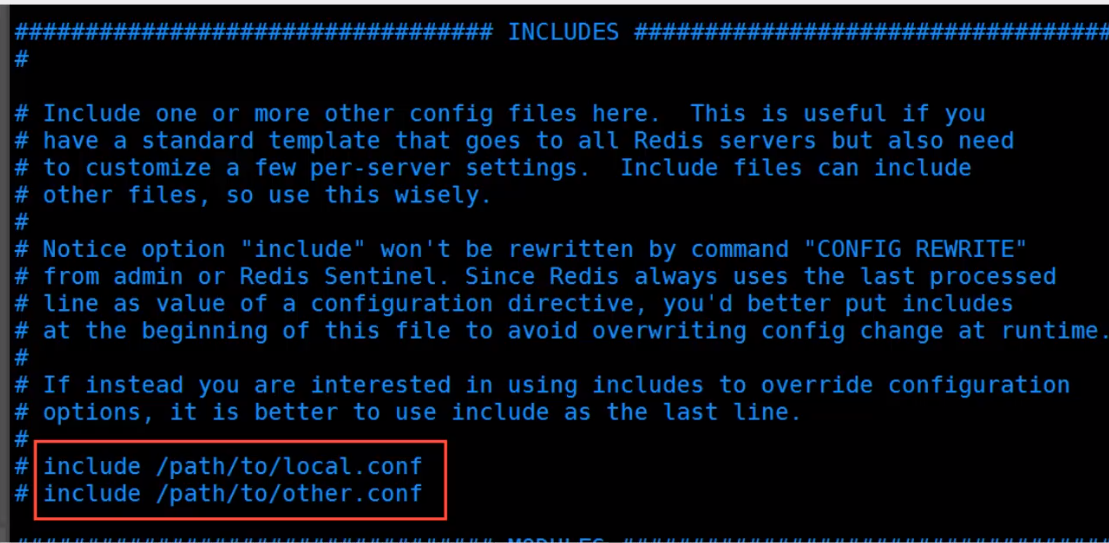 ################################## INCLUDES ##################################
#

# Include one or more other config files here.  This is useful if you
# have a standard template that goes to all Redis servers but also need
# to customize a few per-server settings.  Include files can include
# other files, so use this wisely.
#
# Notice option "include" won't be rewritten by command "CONFIG REWRITE"
# from admin or Redis Sentinel. Since Redis always uses the last processed
# line as value of a configuration directive, you'd better put includes
# at the beginning of this file to avoid overwriting config change at runtime.
#
# If instead you are interested in using includes to override configuration
# options, it is better to use include as the last line.
#
# include /path/to/local.conf
# include /path/to/other.conf

################################## MODULES ##################################